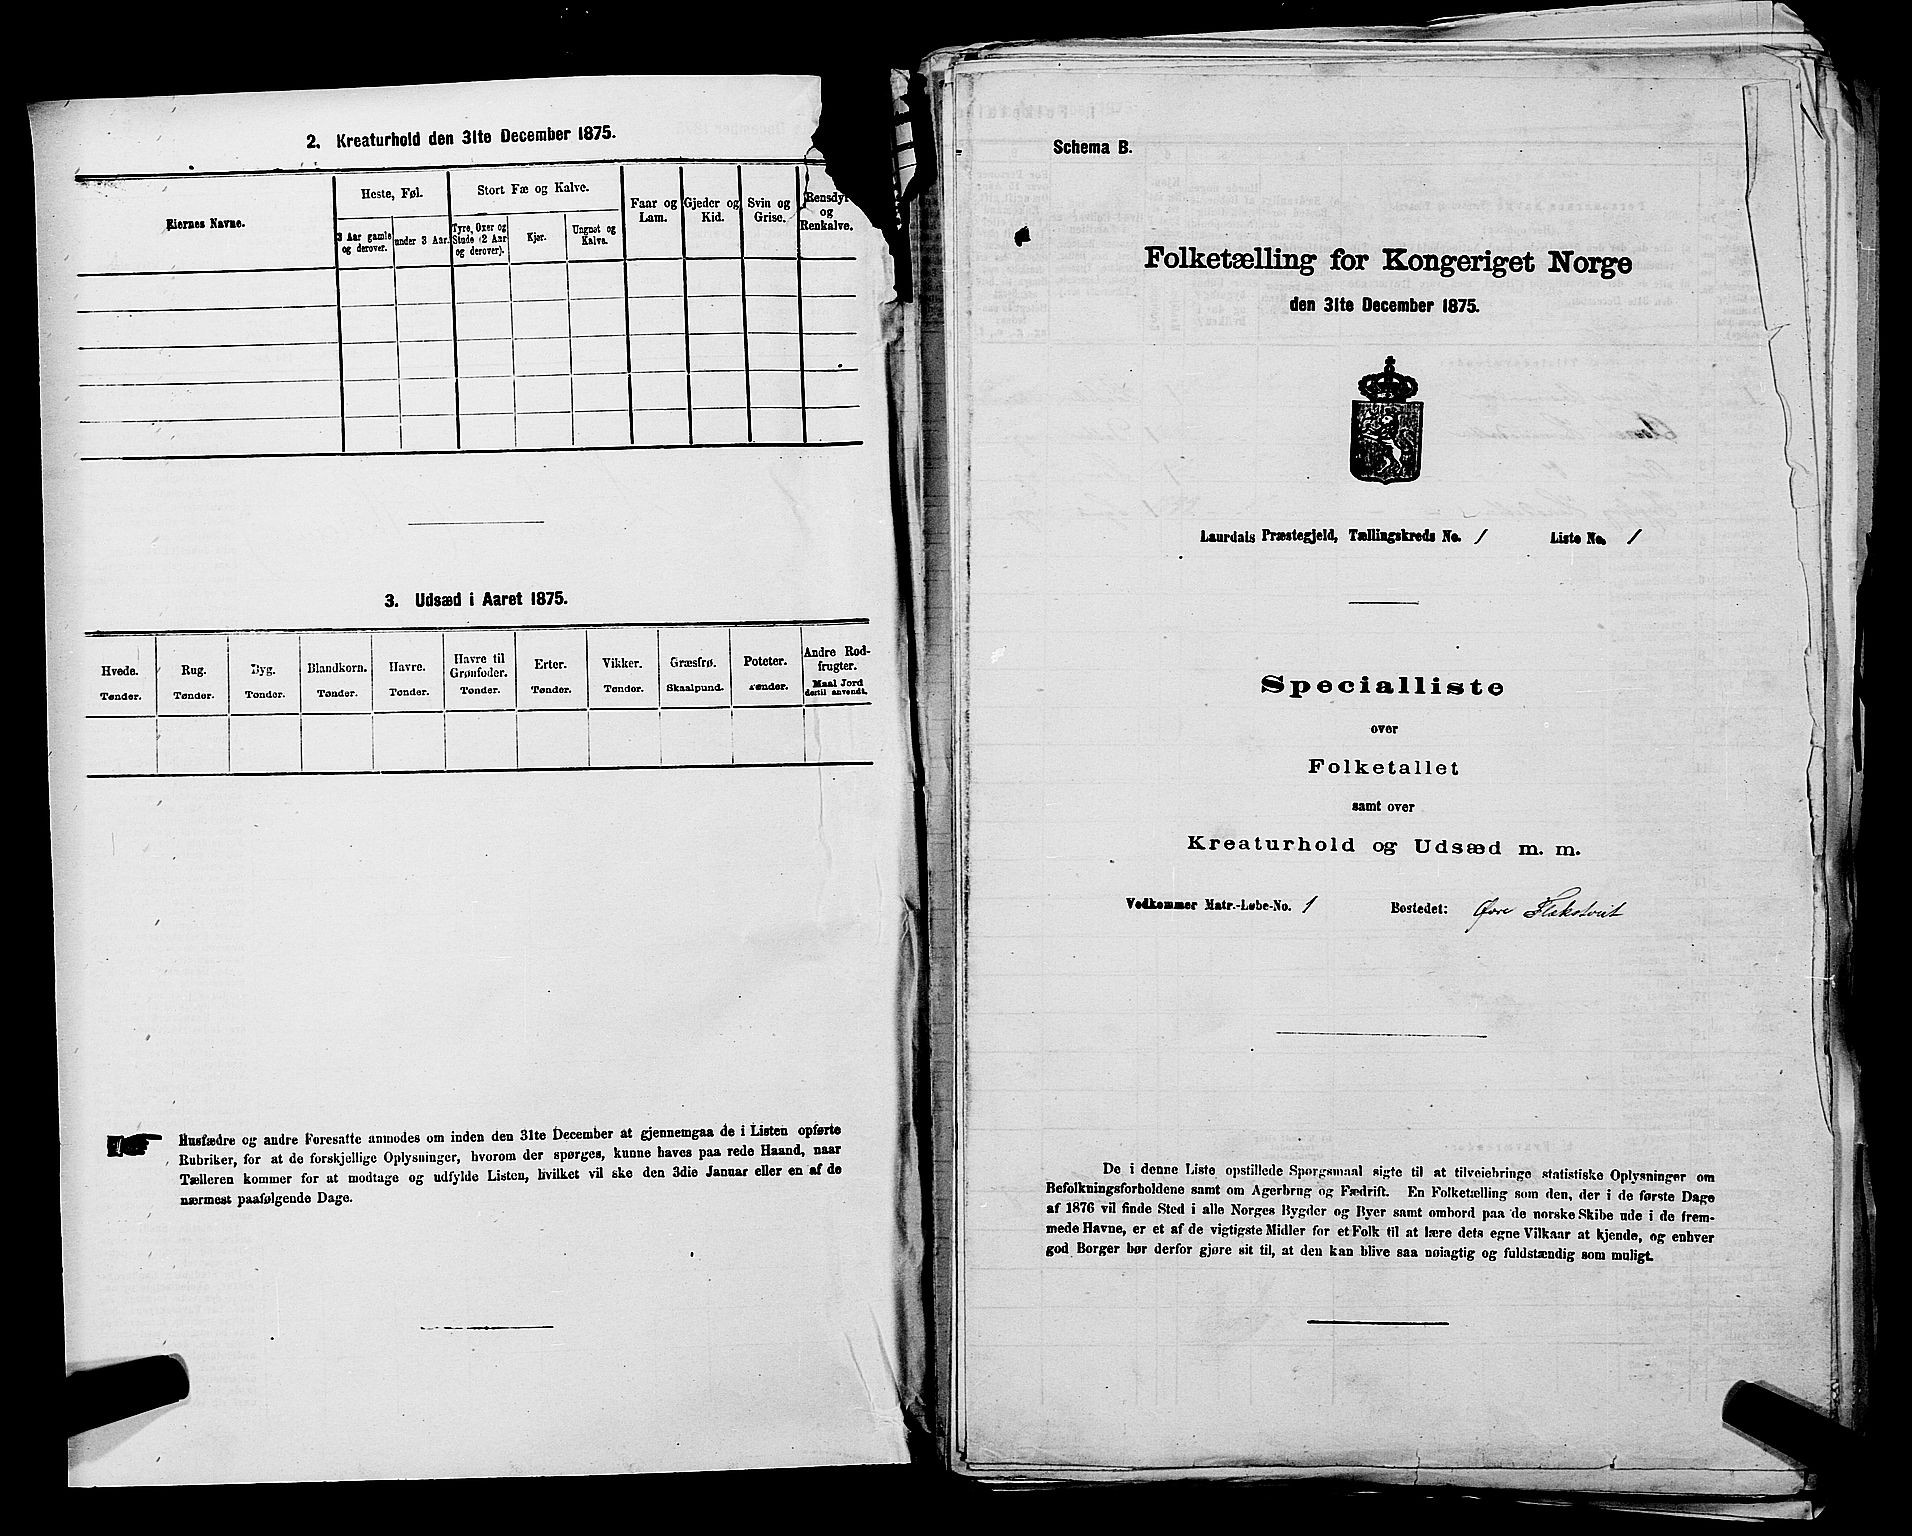 2. Kreaturhold den 31te December 1875.
Eiernes Navne.
Heste, Føl.
3 Aar gamle
og derover.
under 3 Aar.
Stort Fæ og Kalve.
Tyre, Oxer og
Stude (2 Aar
og derover).
Kjør.
Ungnøt og
Kalve.
Faar og
Lam.
Gjeder og
Kid.
Svin og
Grise.
Rensdyr
og
Renkalve.
3. Udsæd i Aaret 1875.
Hvede.
Tønder.
Rug.
Tønder.
Byg.
Tønder.
Blandkorn.
Tønder.
Havre.
Tønder.
Havre til
Grønfoder.
Tønder.
Erter.
Tønder.
Vikker.
Tønder.
Græsfrø.
Skaalpund.
Poteter.
Tønder.
Andre Rod-
frugter.
Maal Jord
dertil anvendt.
Husfædre og andre Foresatte anmodes om inden den 31te December at gjennemgaa de i Listen opførte
Rubriker, for at de forskjellige Oplysninger, hvorom der spørges, kunne haves paa rede Haand, naar
Tælleren kommer for at modtage og udfylde Listen, hvilket vil ske den 3die Januar eller en af de
nærmest paafølgende Dage.
Schema B.
Folketælling for Kongeriget Norge
den 31te December 1875.
Laurdals Præstegjeld, Tællingskreds No. 1 Liste No. 1
Specialliste
over
Folketallet
samt over
Kreaturhold og Udsæd m. m.
Vedkommer Matr.-Løbe-No. 1 Bostedet: Øvre Flekstveit
De i denne Liste opstillede Spørgsmaal sigte til at tilveiebringe statistiske Oplysninger om
Befolkningsforholdene samt om Agerbrug og Fædrift. En Folketælling som den, der i de første Dage
af 1876 vil finde Sted i alle Norges Bygder og Byer samt ombord paa de norske Skibe ude i de frem-
mede Havne, er et af de vigtigste Midler for et Folk til at lære dets egne Vilkaar at kjende, og enhver
god Borger bør derfor gjøre sit til, at den kan blive saa nøiagtig og fuldstændig som muligt.